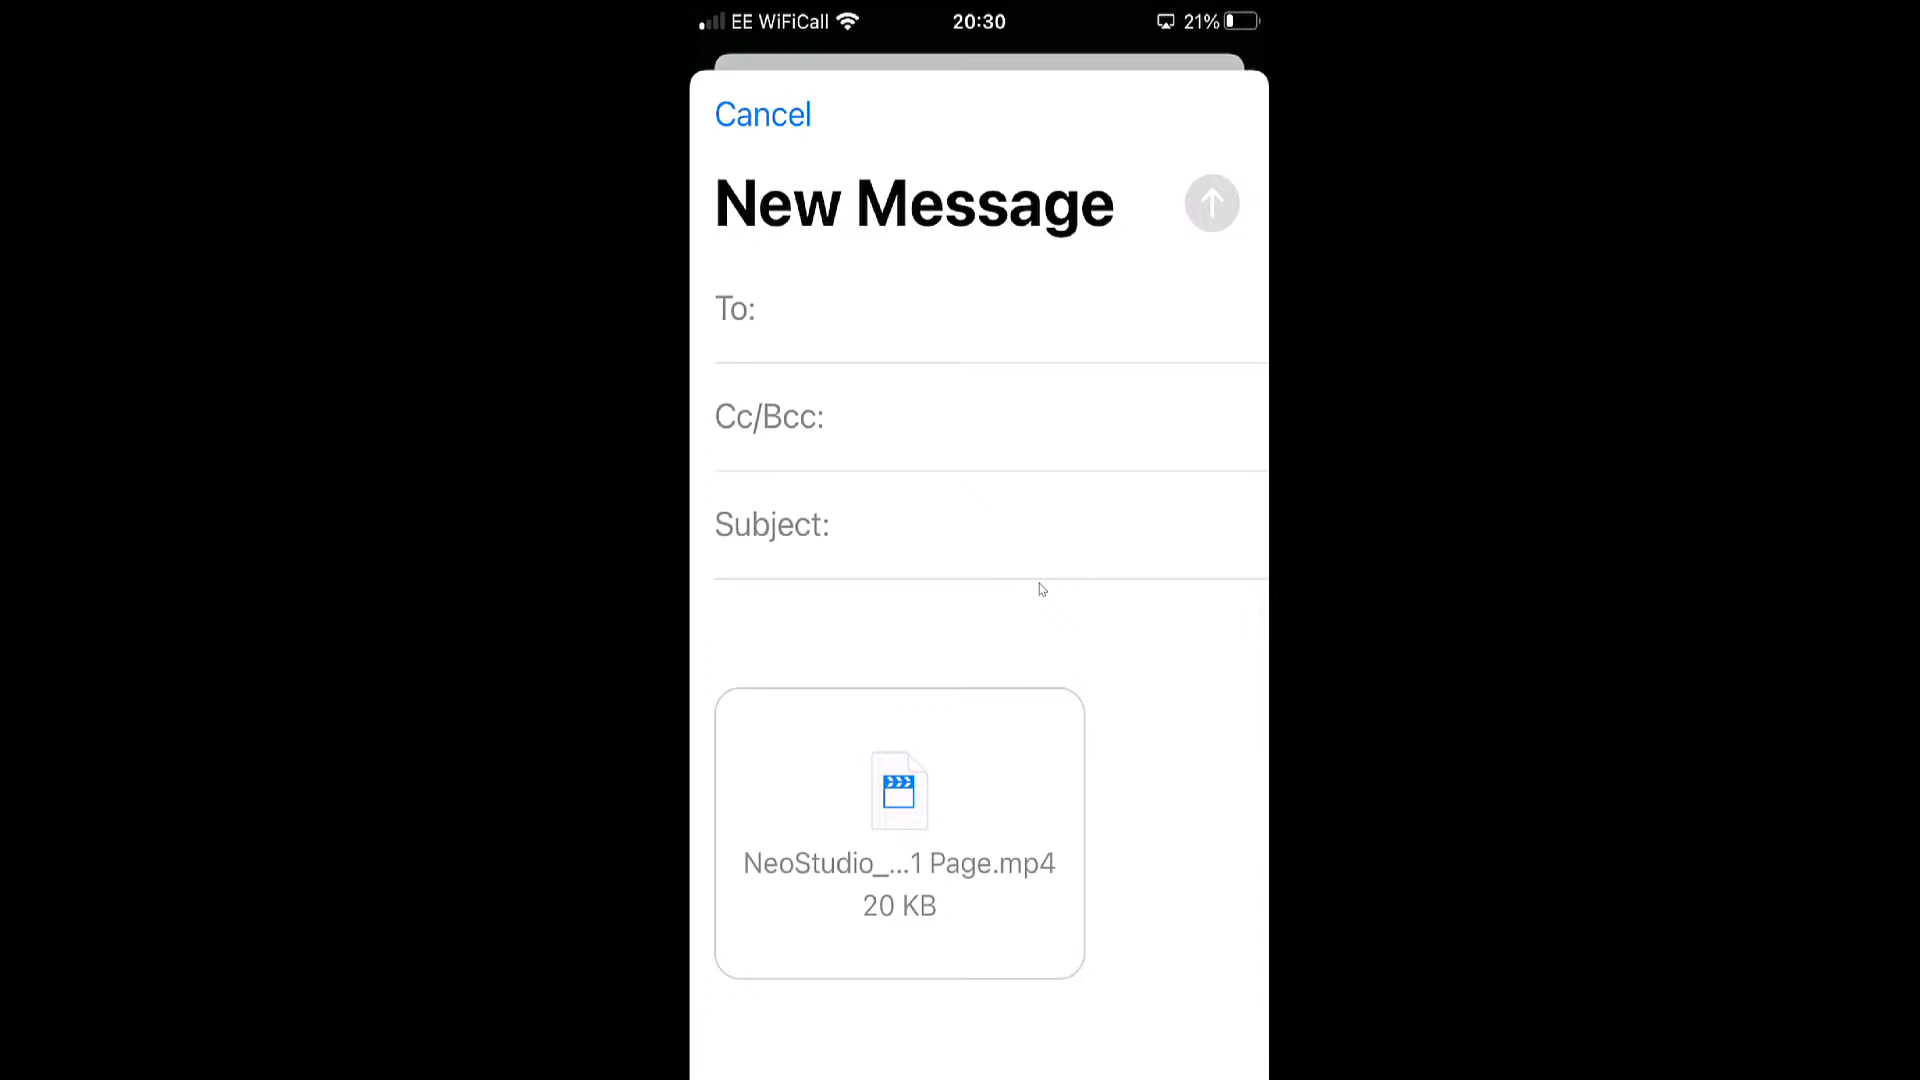 EE WiFiCall 20:30 21%
Cancel
New Message
To:
Cc/Bcc:
Subject:
NeoStudio_...1 Page.mp4
20 KB